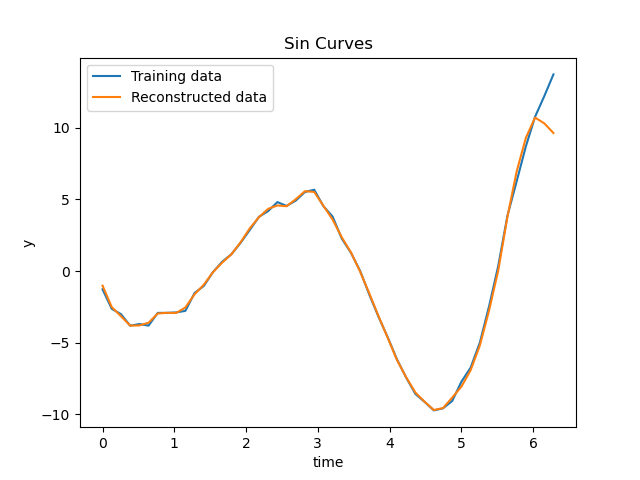 Sin Curves
Training data
Reconstructed data
10
5
0
−5
−10
y
0 1 2 3 4 5 6
time